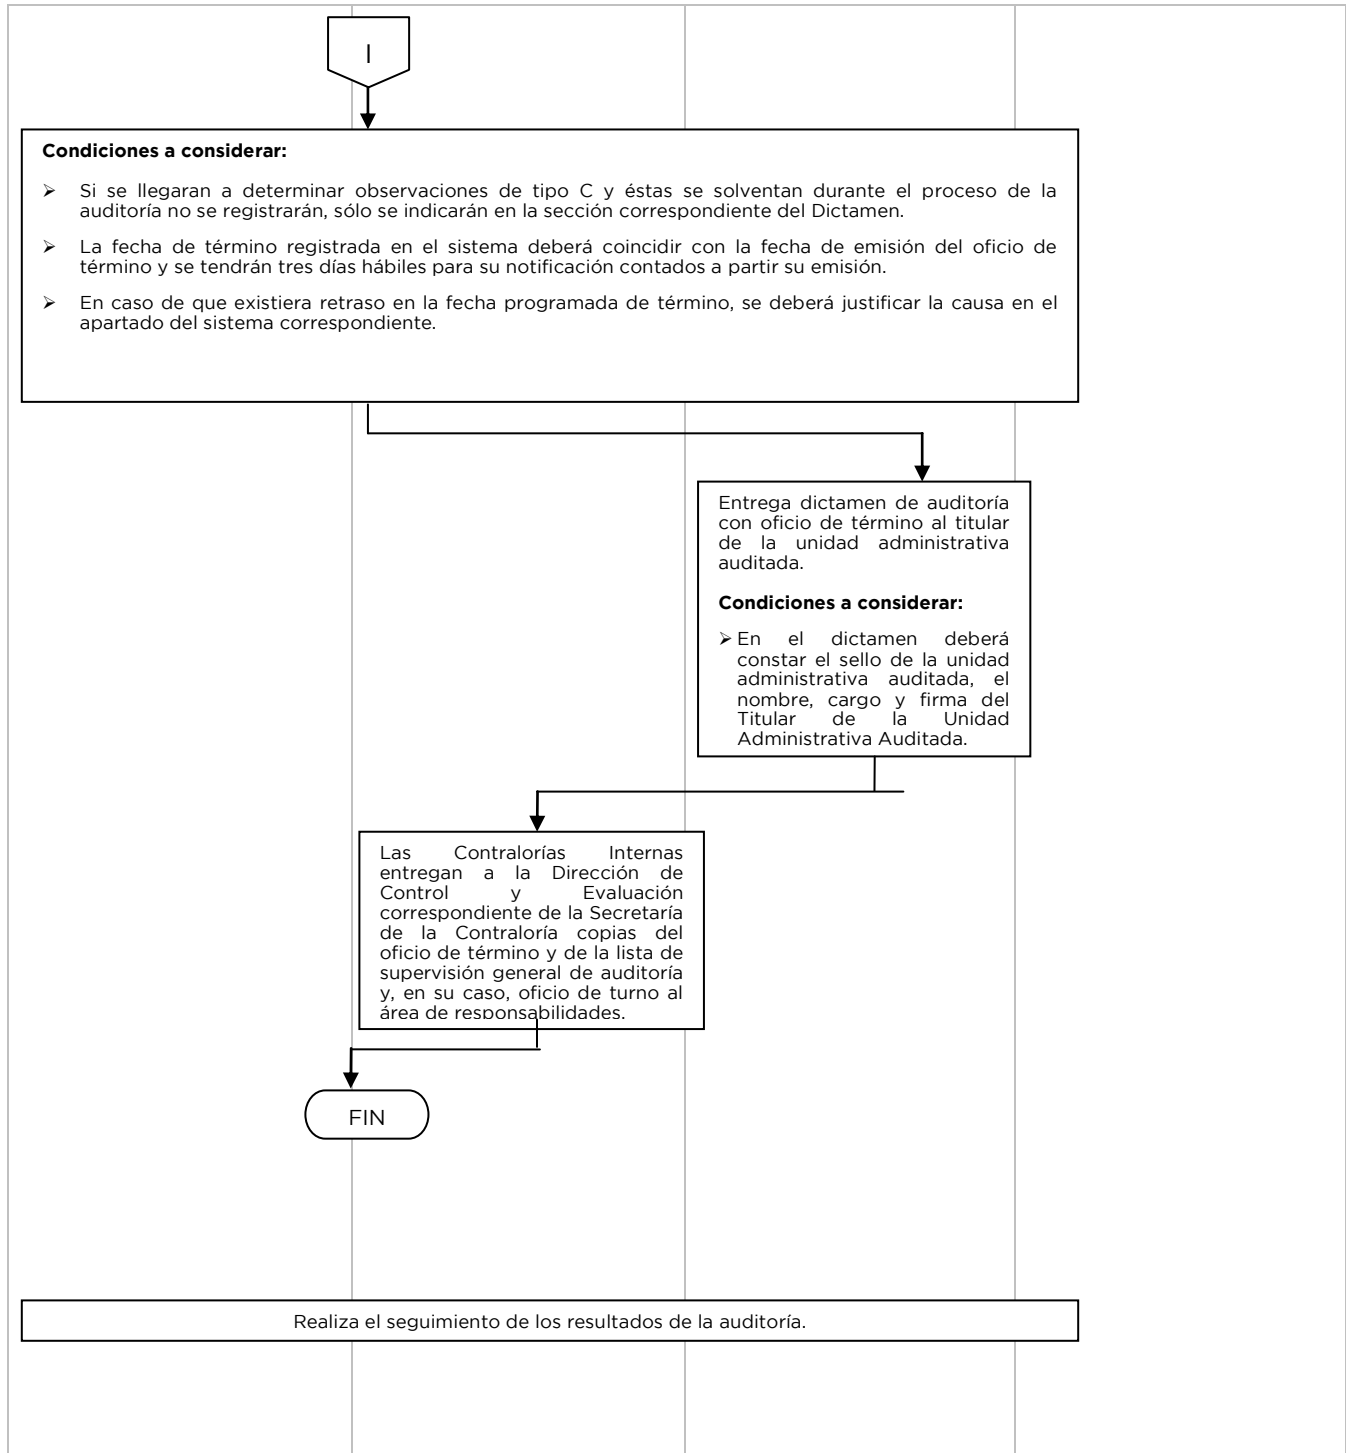 I
Condiciones a considerar:
➢ Si se llegaran a determinar observaciones de tipo C y éstas se solventan durante el proceso de la
auditoría no se registrarán, sólo se indicarán en la sección correspondiente del Dictamen.
➢ La fecha de término registrada en el sistema deberá coincidir con la fecha de emisión del oficio de
término y se tendrán tres días hábiles para su notificación contados a partir su emisión.
➢ En caso de que existiera retraso en la fecha programada de término, se deberá justificar la causa en el
apartado del sistema correspondiente.
Entrega dictamen de auditoría
con oficio de término al titular
de la unidad administrativa
auditada.
Condiciones a considerar:
➢ En el dictamen deberá
constar el sello de la unidad
administrativa auditada, el
nombre, cargo y firma del
Titular de la Unidad
Administrativa Auditada.
Las Contralorías Internas
entregan a la Dirección de
Control y Evaluación
correspondiente de la Secretaría
de la Contraloría copias del
oficio de término y de la lista de
supervisión general de auditoría
y, en su caso, oficio de turno al
área de responsabilidades.
FIN
Realiza el seguimiento de los resultados de la auditoría.